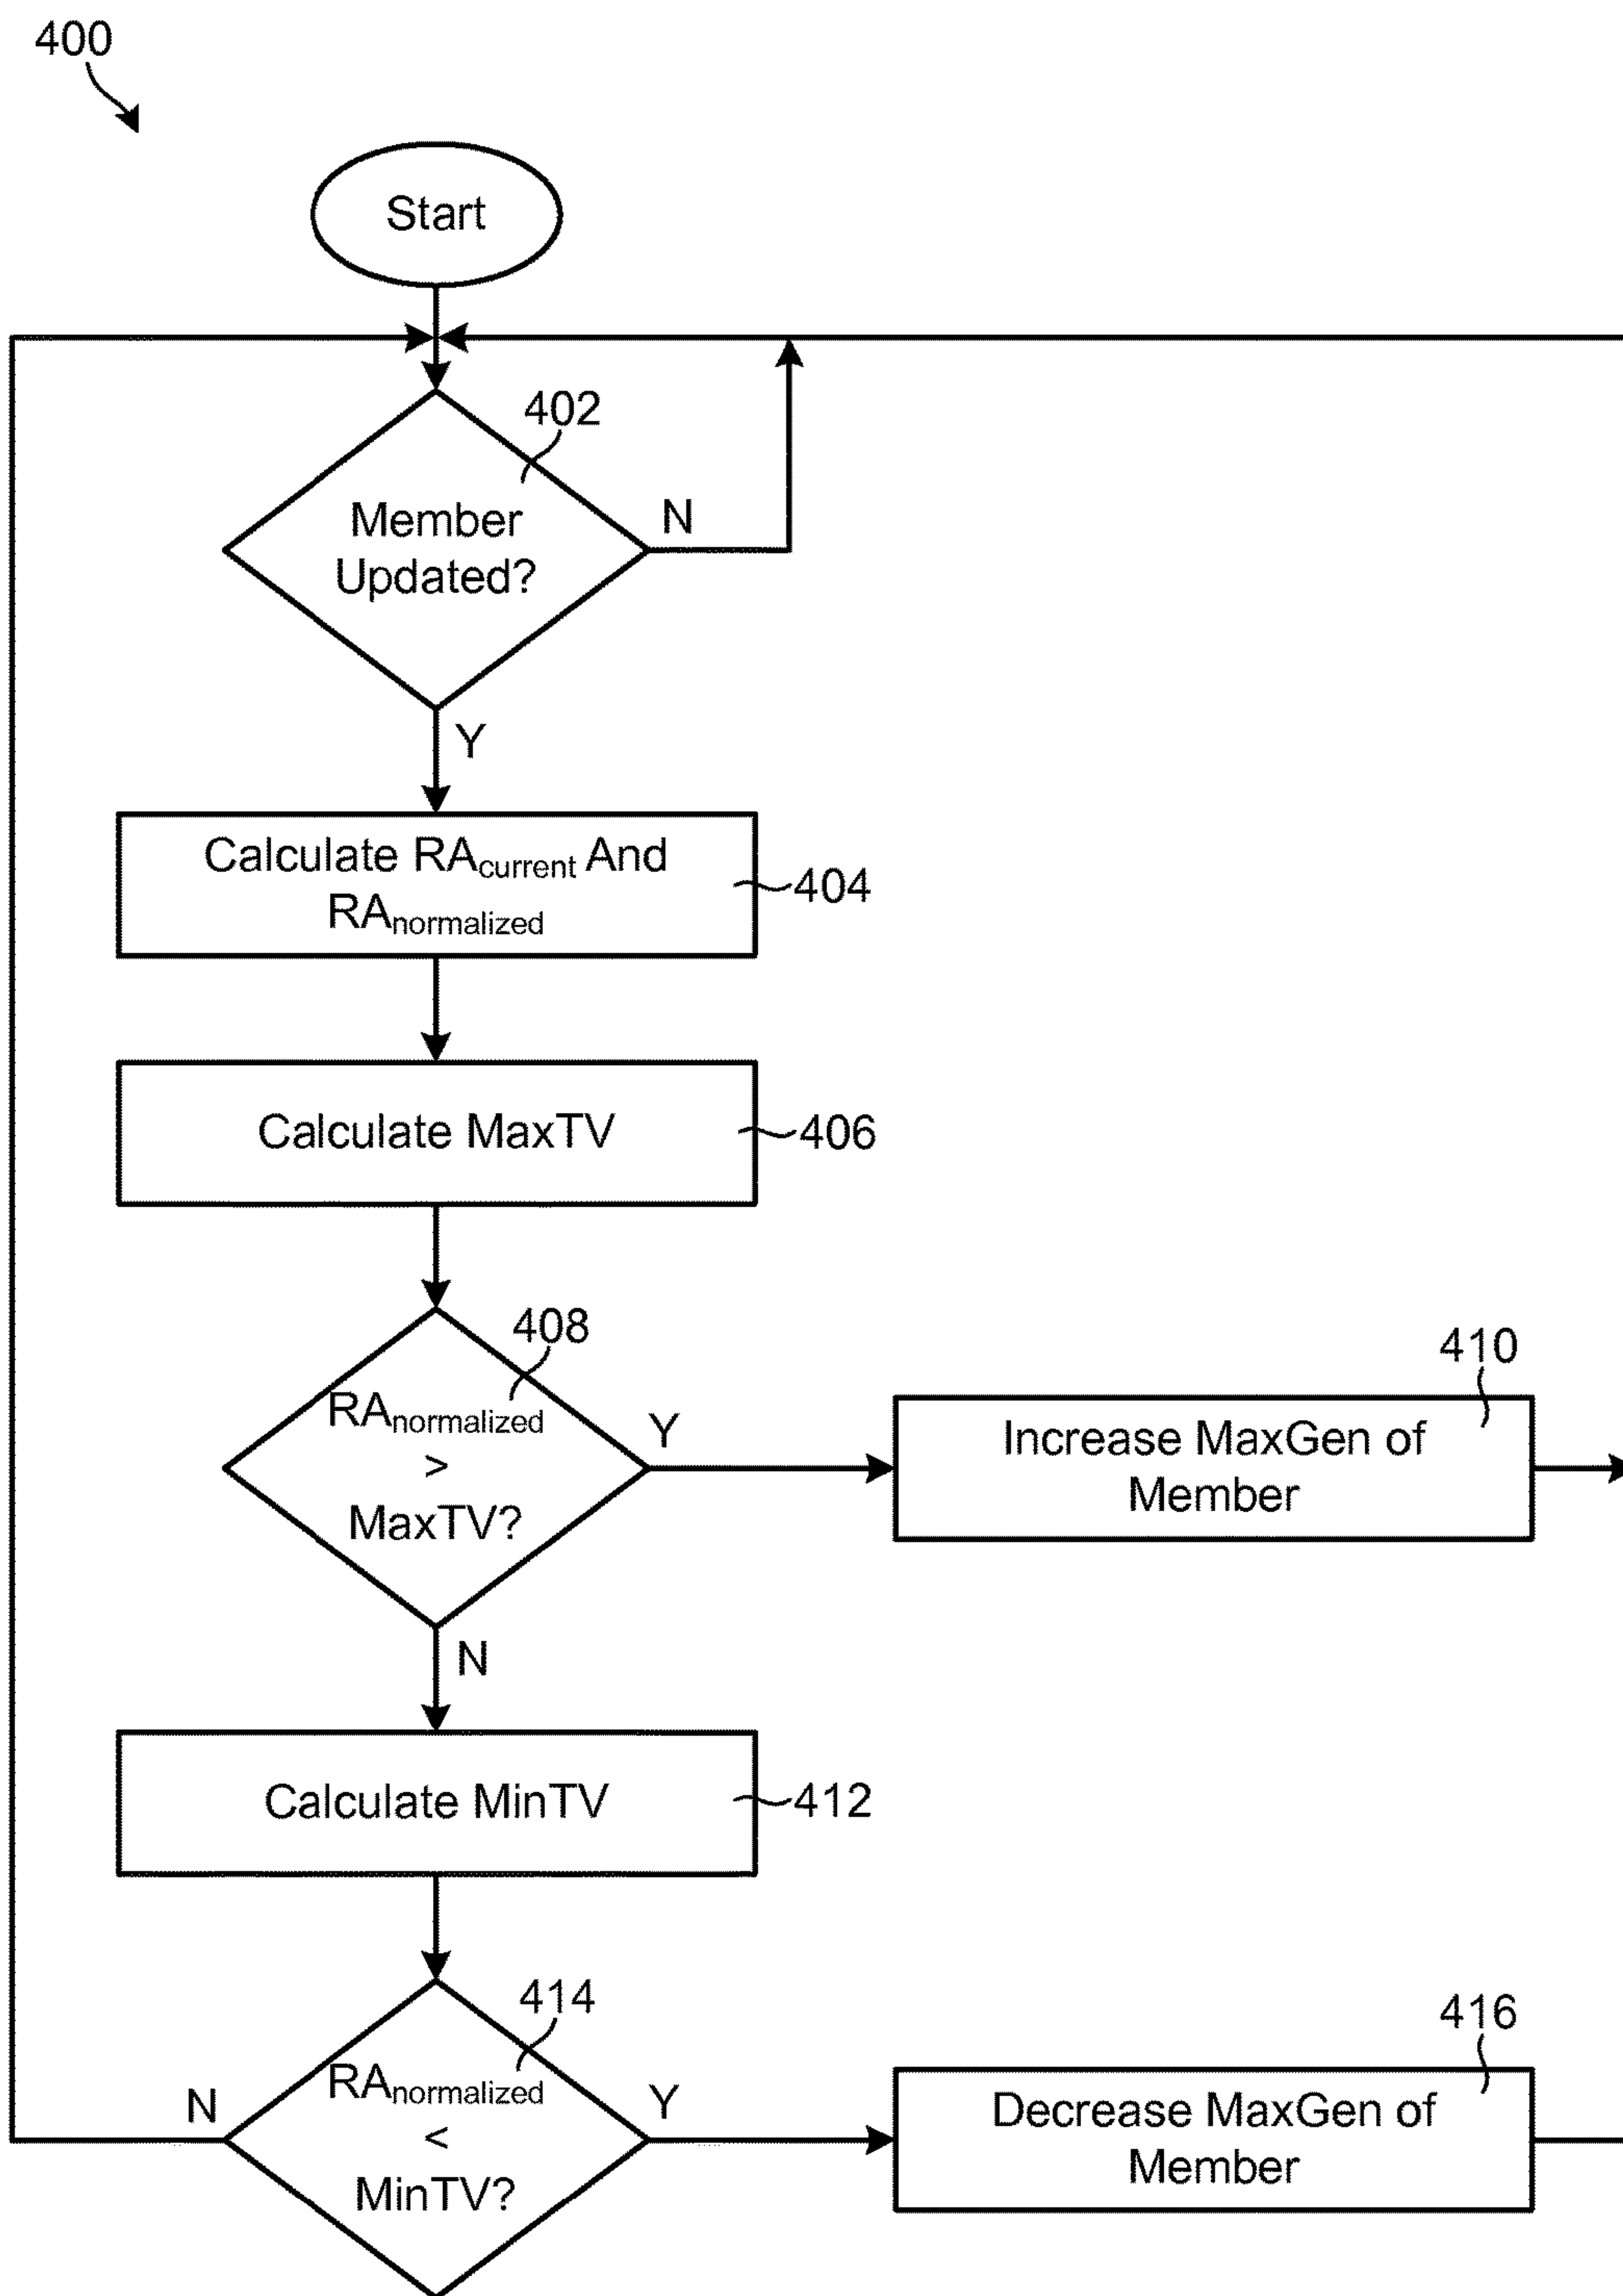 400
Start
402
Member
Updated?
N
Y
Calculate RAcurrent And
RAnormalized
404
Calculate MaxTV
406
408
RAnormalized
>
MaxTV?
Y
410
Increase MaxGen of
Member
N
Calculate MinTV
412
414
RAnormalized
<
MinTV?
N
Y
416
Decrease MaxGen of
Member